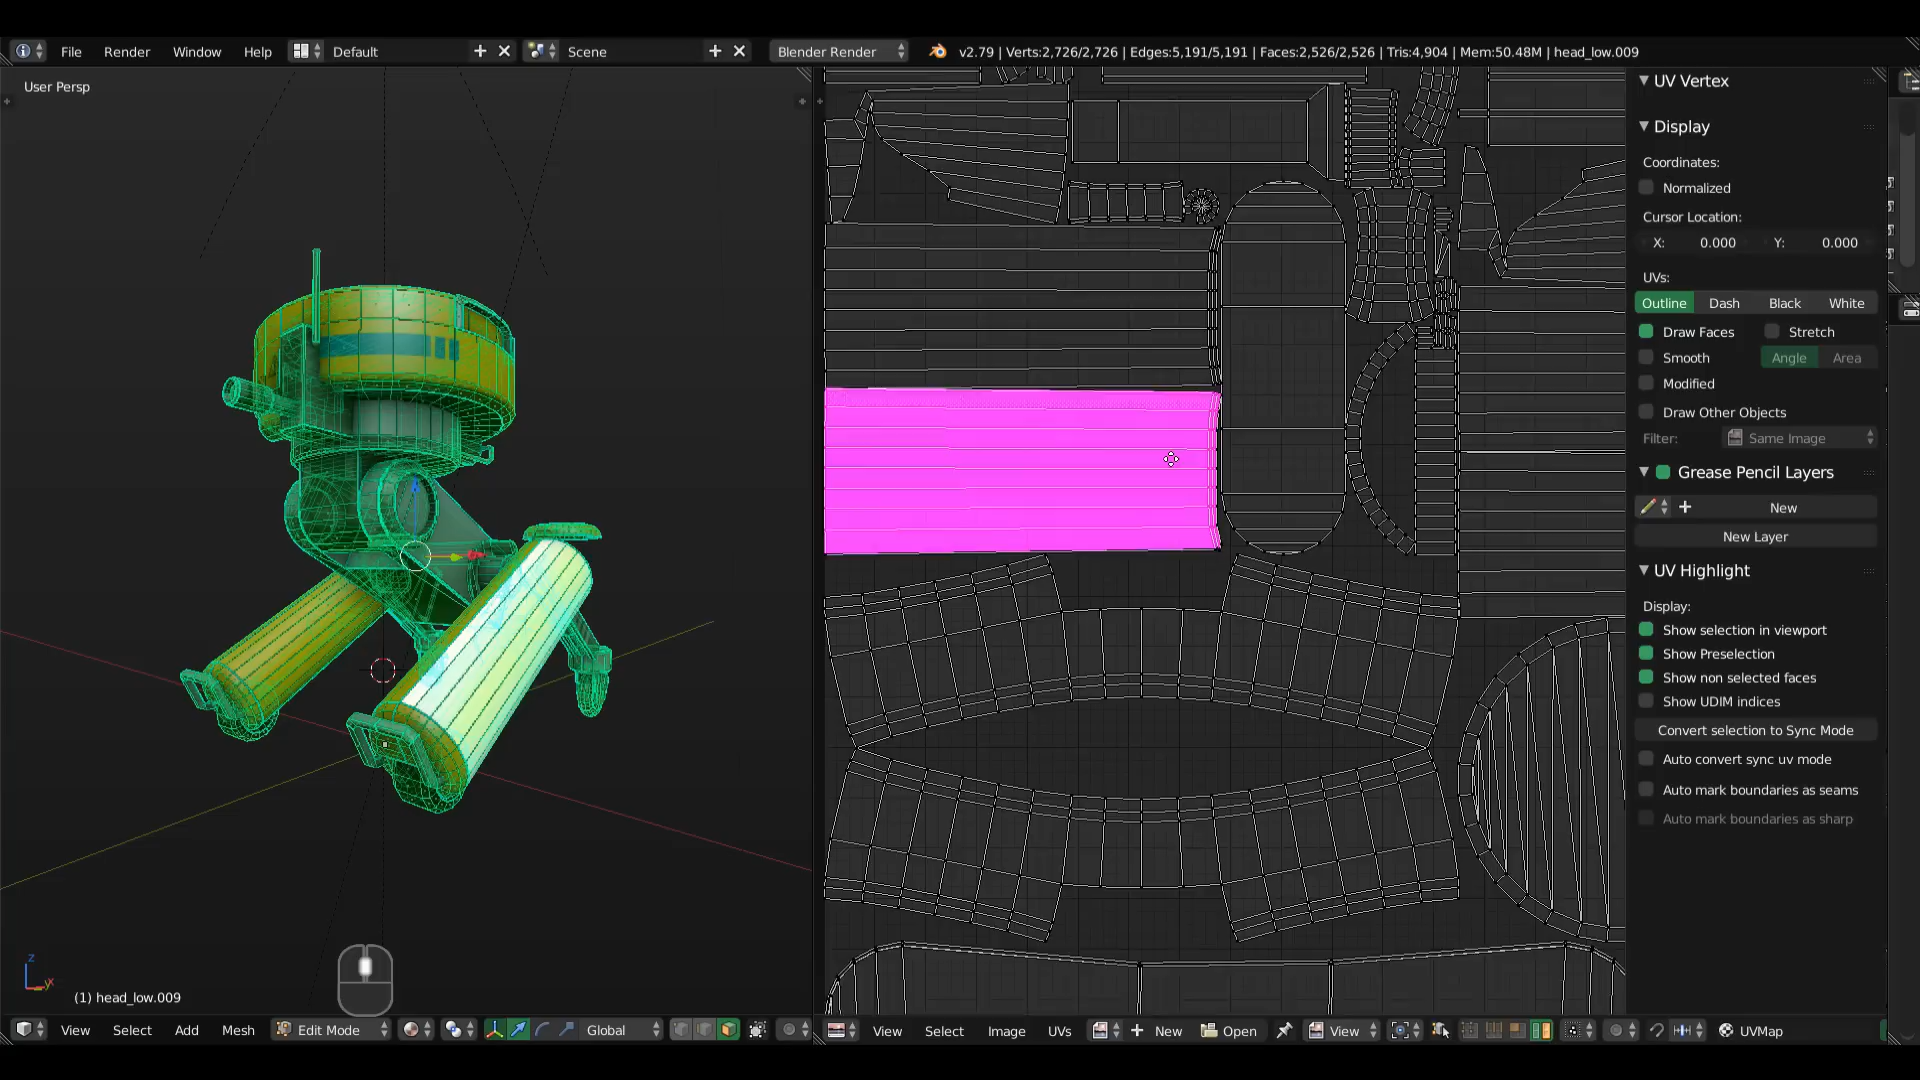 File Render Window Help Default Scene Blender Render v2.79 | Verts:2,726/2,726 | Edges:5,191/5,191 | Faces:2,526/2,526 | Tris:4,904 | Mem:50.48M | head_low.009
User Persp
UV Vertex
Display
Coordinates:
Normalized
Cursor Location:
X: 0.000 Y: 0.000
UVs:
Outline Dash Black White
Draw Faces Stretch
Smooth Angle Area
Modified
Draw Other Objects
Filter: Same Image
Grease Pencil Layers
New
New Layer
UV Highlight
Display:
Show selection in viewport
Show Preselection
Show non selected faces
Show UDIM indices
Convert selection to Sync Mode
Auto convert sync uv mode
Auto mark boundaries as seams
Auto mark boundaries as sharp
z
y
x
(1) head_low.009
View Select Add Mesh Edit Mode Global View Select Image UVs New Open View UVMap